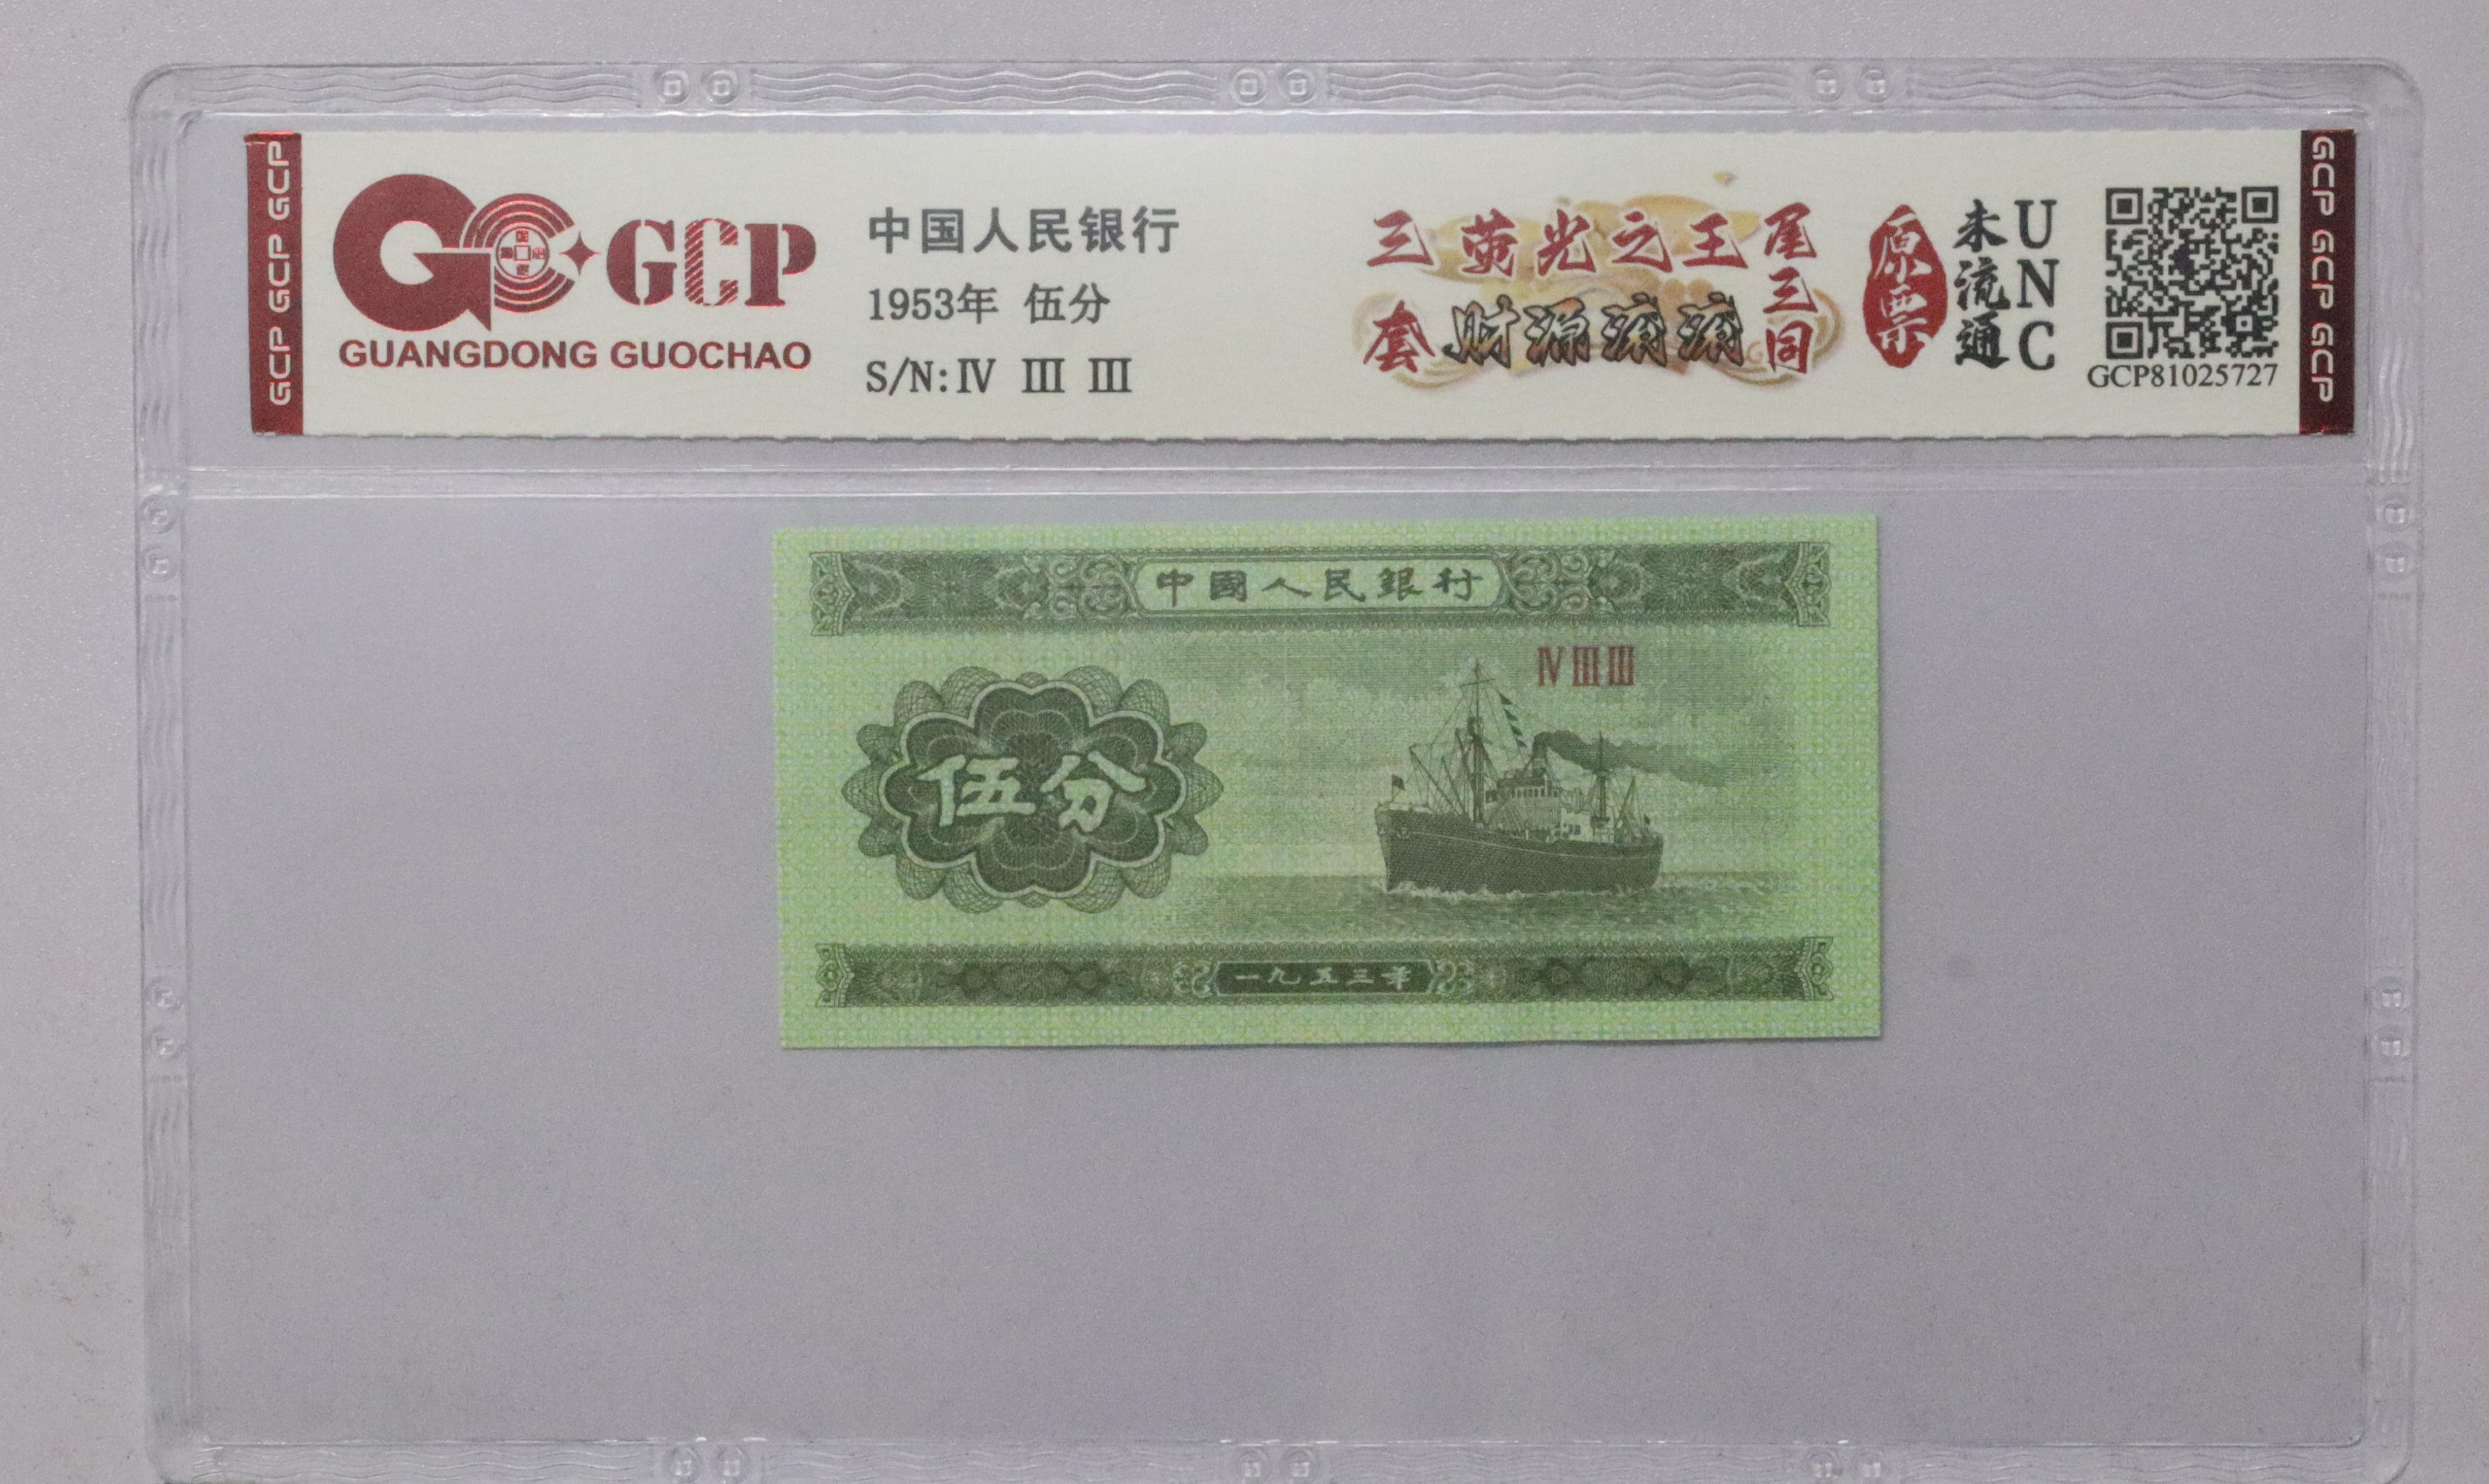 GCP GCP GCP
GCP
GUANGDONG GUOCHAO
中国人民银行
1953年 伍分
S/N:Ⅳ Ⅲ Ⅲ
三套
荧光之王
财源滚滚
尾三同
原票
未流通
UNC
GCP81025727
GCP GCP GCP
中國人民銀行
Ⅳ Ⅲ Ⅲ
伍分
一九五三年